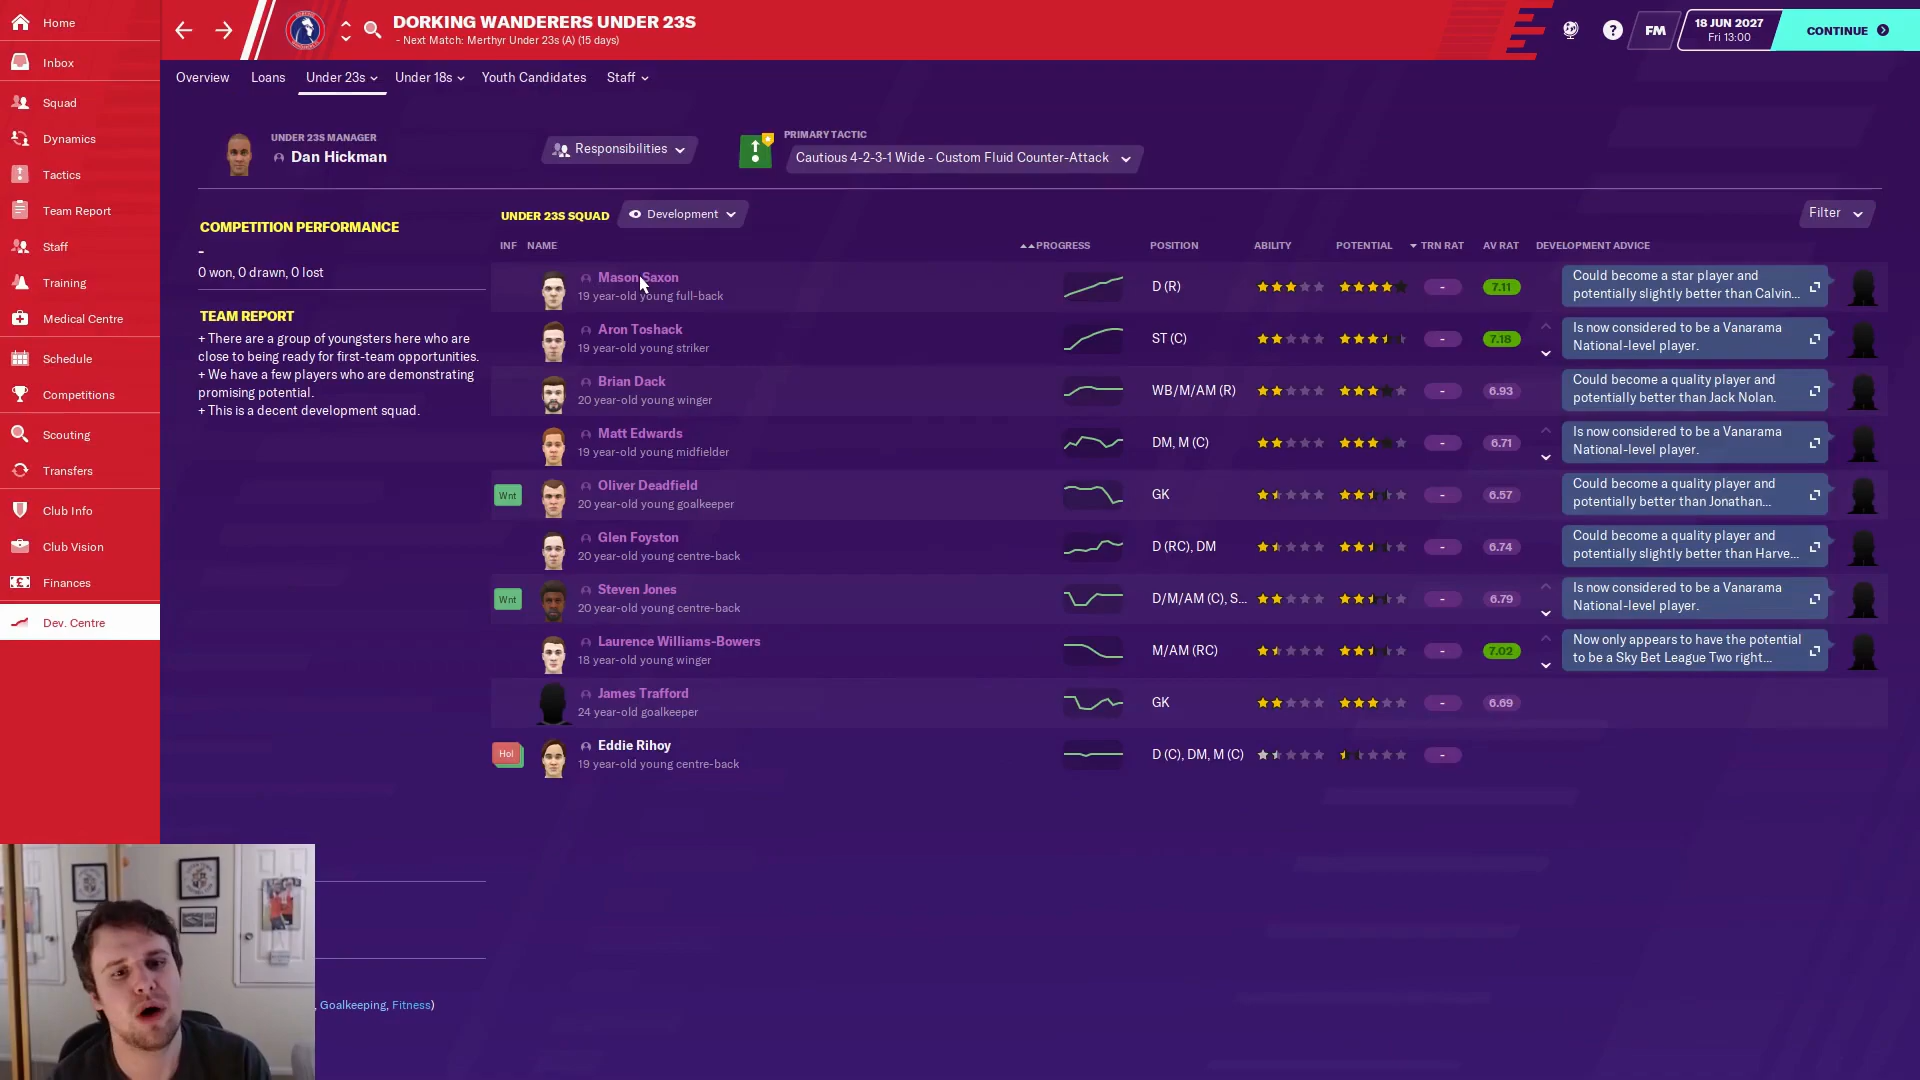 Home
Inbox
Squad
Dynamics
Tactics
Team Report
Staff
Training
Medical Centre
Schedule
Competitions
Scouting
Transfers
Club Info
Club Vision
Finances
Dev. Centre
DORKING WANDERERS UNDER 23S
- Next Match: Merthyr Under 23s (A) (15 days)
FM
18 JUN 2027
Fri 13:00
CONTINUE
Overview
Loans
Under 23s
Under 18s
Youth Candidates
Staff
UNDER 23S MANAGER
Dan Hickman
Responsibilities
PRIMARY TACTIC
Cautious 4-2-3-1 Wide - Custom Fluid Counter-Attack
COMPETITION PERFORMANCE
-
0 won, 0 drawn, 0 lost
TEAM REPORT
+ There are a group of youngsters here who are
close to being ready for first-team opportunities.
+ We have a few players who are demonstrating
promising potential.
+ This is a decent development squad.
, Goalkeeping, Fitness)
UNDER 23S SQUAD
Development
Filter
INF NAME PROGRESS POSITION ABILITY POTENTIAL TRN RAT AV RAT DEVELOPMENT ADVICE
Mason Saxon
19 year-old young full-back
D (R)
-
7.11
Could become a star player and
potentially slightly better than Calvin...
Aron Toshack
19 year-old young striker
ST (C)
-
7.18
Is now considered to be a Vanarama
National-level player.
Brian Dack
20 year-old young winger
WB/M/AM (R)
-
6.93
Could become a quality player and
potentially better than Jack Nolan.
Matt Edwards
19 year-old young midfielder
DM, M (C)
-
6.71
Is now considered to be a Vanarama
National-level player.
Wnt
Oliver Deadfield
20 year-old young goalkeeper
GK
-
6.57
Could become a quality player and
potentially better than Jonathan...
Glen Foyston
20 year-old young centre-back
D (RC), DM
-
6.74
Could become a quality player and
potentially slightly better than Harve...
Wnt
Steven Jones
20 year-old young centre-back
D/M/AM (C), S...
-
6.79
Is now considered to be a Vanarama
National-level player.
Laurence Williams-Bowers
18 year-old young winger
M/AM (RC)
-
7.02
Now only appears to have the potential
to be a Sky Bet League Two right...
James Trafford
24 year-old goalkeeper
GK
-
6.69
Hol
Eddie Rihoy
19 year-old young centre-back
D (C), DM, M (C)
-